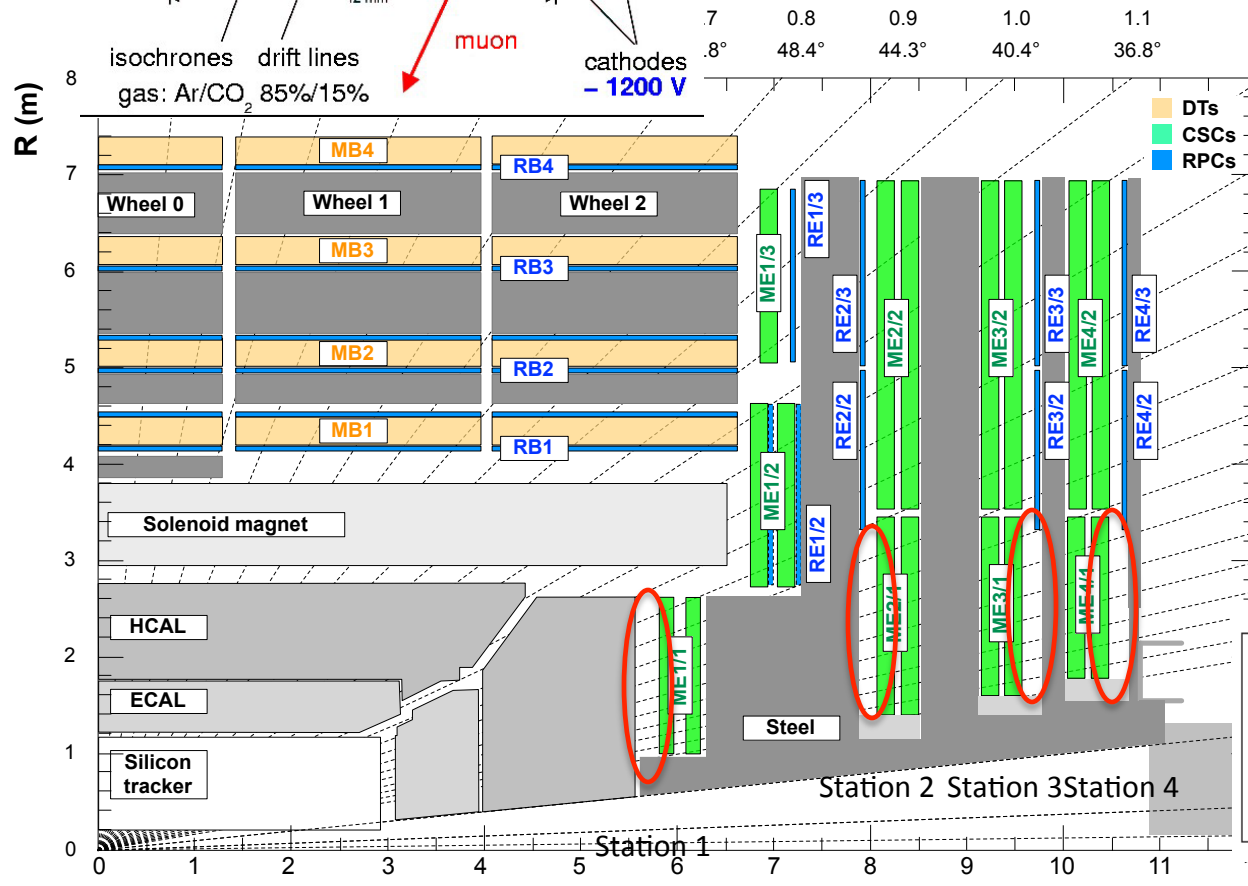 isochrones drift lines
muon
cathodes
gas: Ar/CO2 85%/15%
– 1200 V
.7 0.8 0.9 1.0 1.1
.8° 48.4° 44.3° 40.4° 36.8°
R (m)
DTs
CSCs
RPCs
8
7
6
5
4
3
2
1
0
MB4
RB4
Wheel 0
Wheel 1
Wheel 2
MB3
RB3
MB2
RB2
MB1
RB1
ME1/3
RE1/3
RE2/3
ME2/2
ME3/2
RE3/3
ME4/2
RE4/3
ME1/2
RE1/2
RE2/2
RE3/2
RE4/2
Solenoid magnet
HCAL
ECAL
Silicon
tracker
ME1/1
ME2/1
ME3/1
ME4/1
Steel
Station 2 Station 3Station 4
Station 1
0 1 2 3 4 5 6 7 8 9 10 11